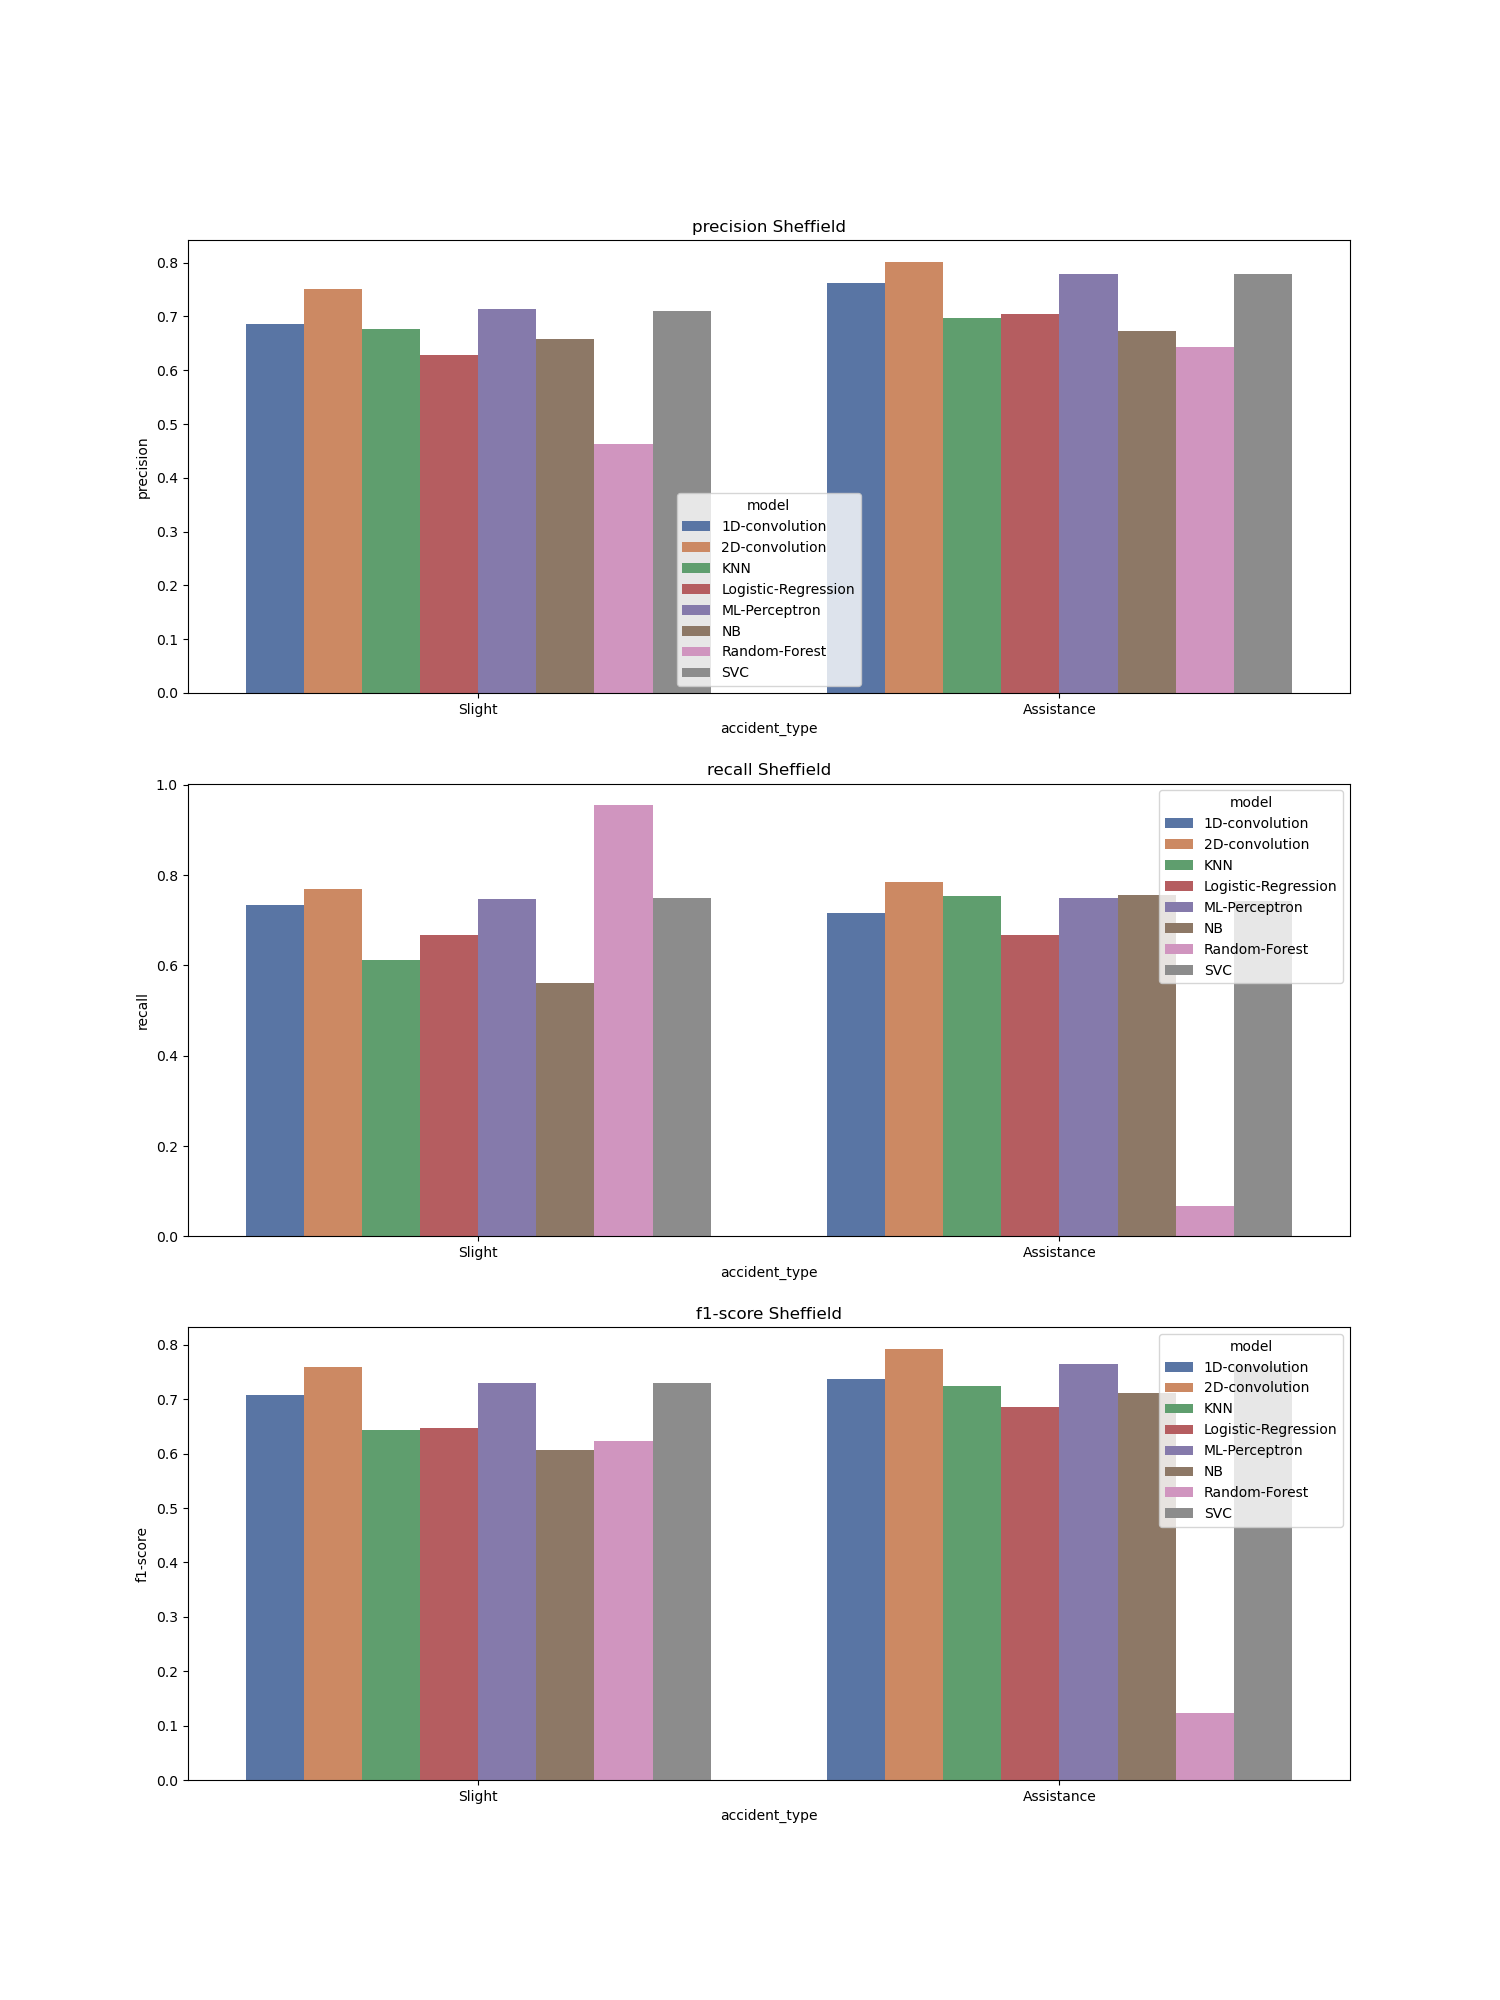 precision Sheffield
0.8
0.7
0.6
0.5
0.4
0.3
0.2
0.1
0.0
precision
model
1D-convolution
2D-convolution
KNN
Logistic-Regression
ML-Perceptron
NB
Random-Forest
SVC
Slight
Assistance
accident_type
recall Sheffield
1.0
0.8
0.6
0.4
0.2
0.0
recall
model
1D-convolution
2D-convolution
KNN
Logistic-Regression
ML-Perceptron
NB
Random-Forest
SVC
Slight
Assistance
accident_type
f1-score Sheffield
0.8
0.7
0.6
0.5
0.4
0.3
0.2
0.1
0.0
f1-score
model
1D-convolution
2D-convolution
KNN
Logistic-Regression
ML-Perceptron
NB
Random-Forest
SVC
Slight
Assistance
accident_type